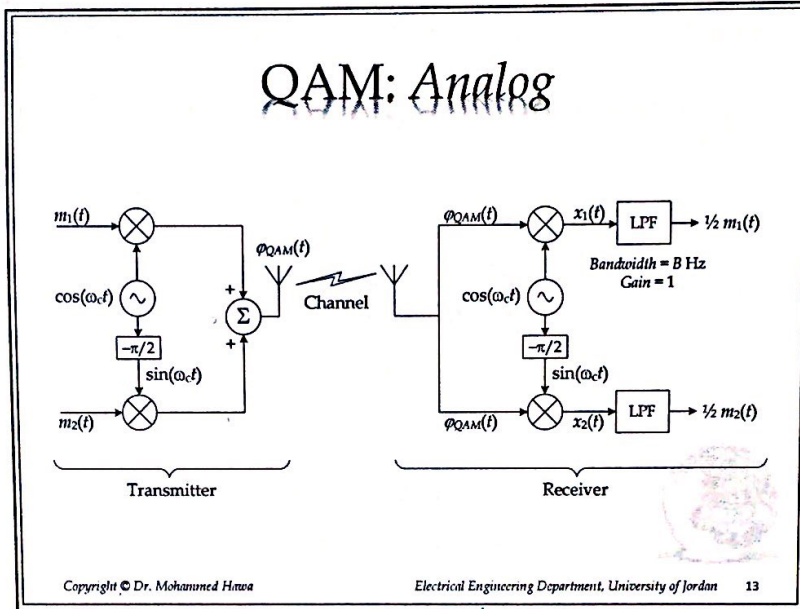 QAM: Analog
m₁(t)
φQAM(t)
cos(ωct)
−π/2
sin(ωct)
m₂(t)
+
Σ
+
Channel
Transmitter
φQAM(t)
x₁(t)
LPF
½ m₁(t)
Bandwidth = B Hz
Gain = 1
cos(ωct)
−π/2
sin(ωct)
φQAM(t)
x₂(t)
LPF
½ m₂(t)
Receiver
Copyright © Dr. Mohammed Hawa
Electrical Engineering Department, University of Jordan 13